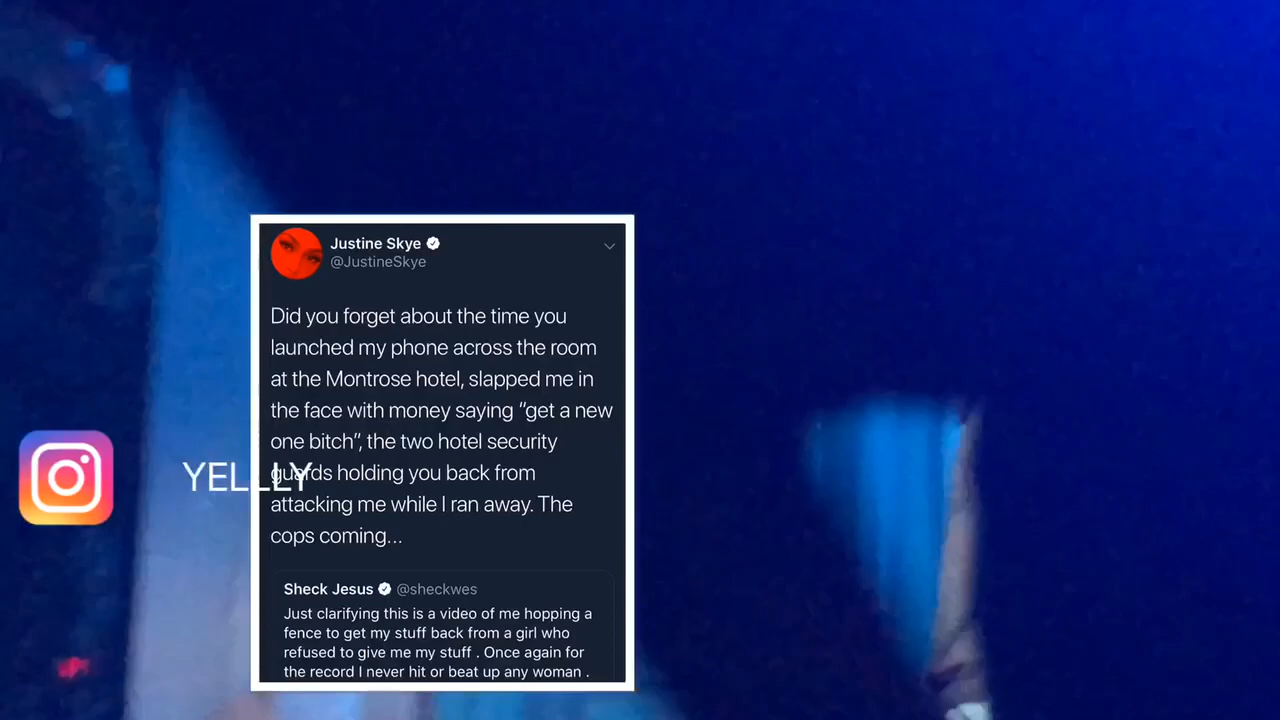 Justine Skye
@JustineSkye
Did you forget about the time you
launched my phone across the room
at the Montrose hotel, slapped me in
the face with money saying “get a new
one bitch”, the two hotel security
guards holding you back from
attacking me while I ran away. The
cops coming...
YELLLY
Sheck Jesus @sheckwes
Just clarifying this is a video of me hopping a
fence to get my stuff back from a girl who
refused to give me my stuff . Once again for
the record I never hit or beat up any woman .